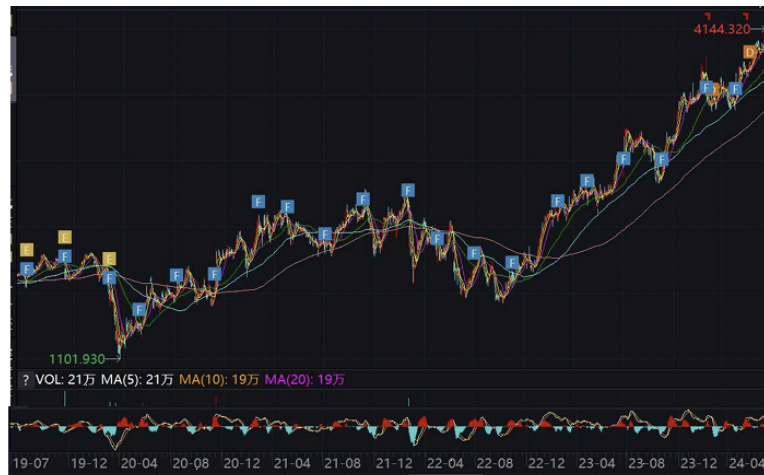 4144.320
D
F F
F F
F
F F F F
E E F F F F
E F
F F F F F
F
1101.930
? VOL: 21万 MA(5): 21万 MA(10): 19万 MA(20): 19万
19-07 19-12 20-04 20-08 20-12 21-04 21-08 21-12 22-04 22-08 22-12 23-04 23-08 23-12 24-04